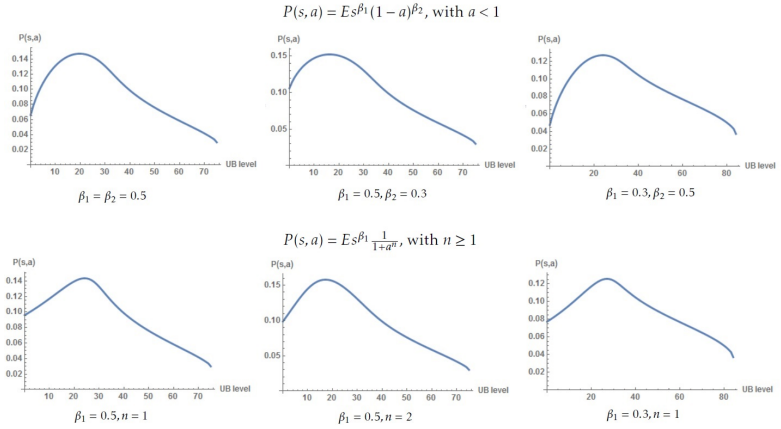 P(s,a) = Es^{β₁}(1 − a)^{β₂}, with a < 1
P(s,a)
0.14
0.12
0.10
0.08
0.06
0.04
0.02
0 10 20 30 40 50 60 70
UB level
β₁ = β₂ = 0.5
P(s,a)
0.15
0.10
0.05
0 10 20 30 40 50 60 70
UB level
β₁ = 0.5, β₂ = 0.3
P(s,a)
0.12
0.10
0.08
0.06
0.04
0.02
0 20 40 60 80
UB level
β₁ = 0.3, β₂ = 0.5
P(s,a) = Es^{β₁} 1/(1+aⁿ), with n ≥ 1
P(s,a)
0.14
0.12
0.10
0.08
0.06
0.04
0.02
0 10 20 30 40 50 60 70
UB level
β₁ = 0.5, n = 1
P(s,a)
0.15
0.10
0.05
0 10 20 30 40 50 60 70
UB level
β₁ = 0.5, n = 2
P(s,a)
0.12
0.10
0.08
0.06
0.04
0.02
0 20 40 60 80
UB level
β₁ = 0.3, n = 1